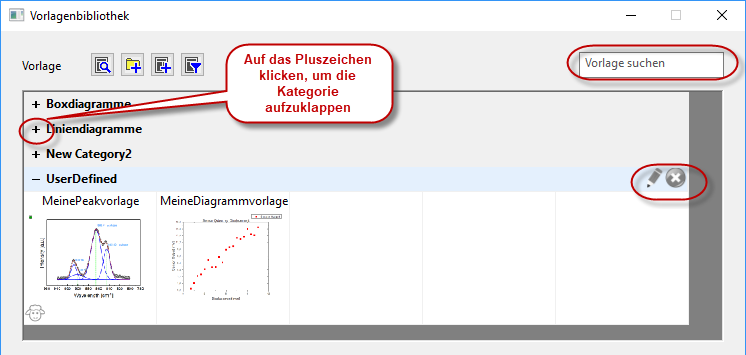 Vorlagenbibliothek
Vorlage
Auf das Pluszeichen
klicken, um die
Kategorie
aufzuklappen
Vorlage suchen
+ Boxdiagramme
+ Liniendiagramme
+ New Category2
− UserDefined
MeinePeakvorlage
MeineDiagrammvorlage